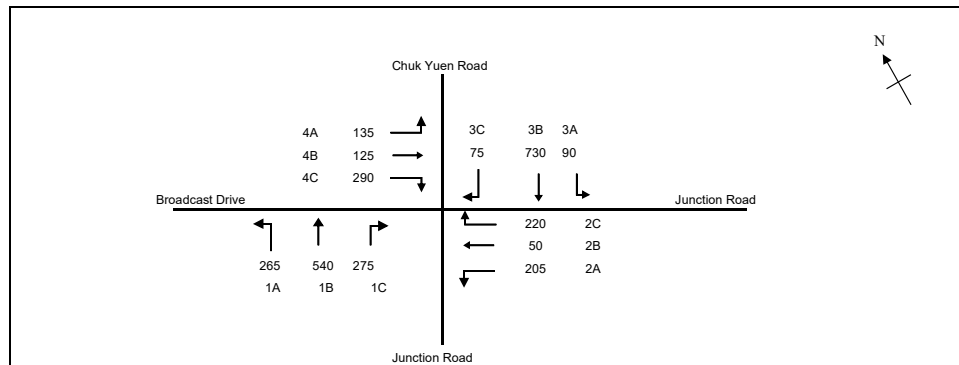 N
Chuk Yuen Road
4A 135
4B 125
4C 290
3C 3B 3A
75 730 90
Broadcast Drive
Junction Road
220 2C
50 2B
205 2A
265 540 275
1A 1B 1C
Junction Road